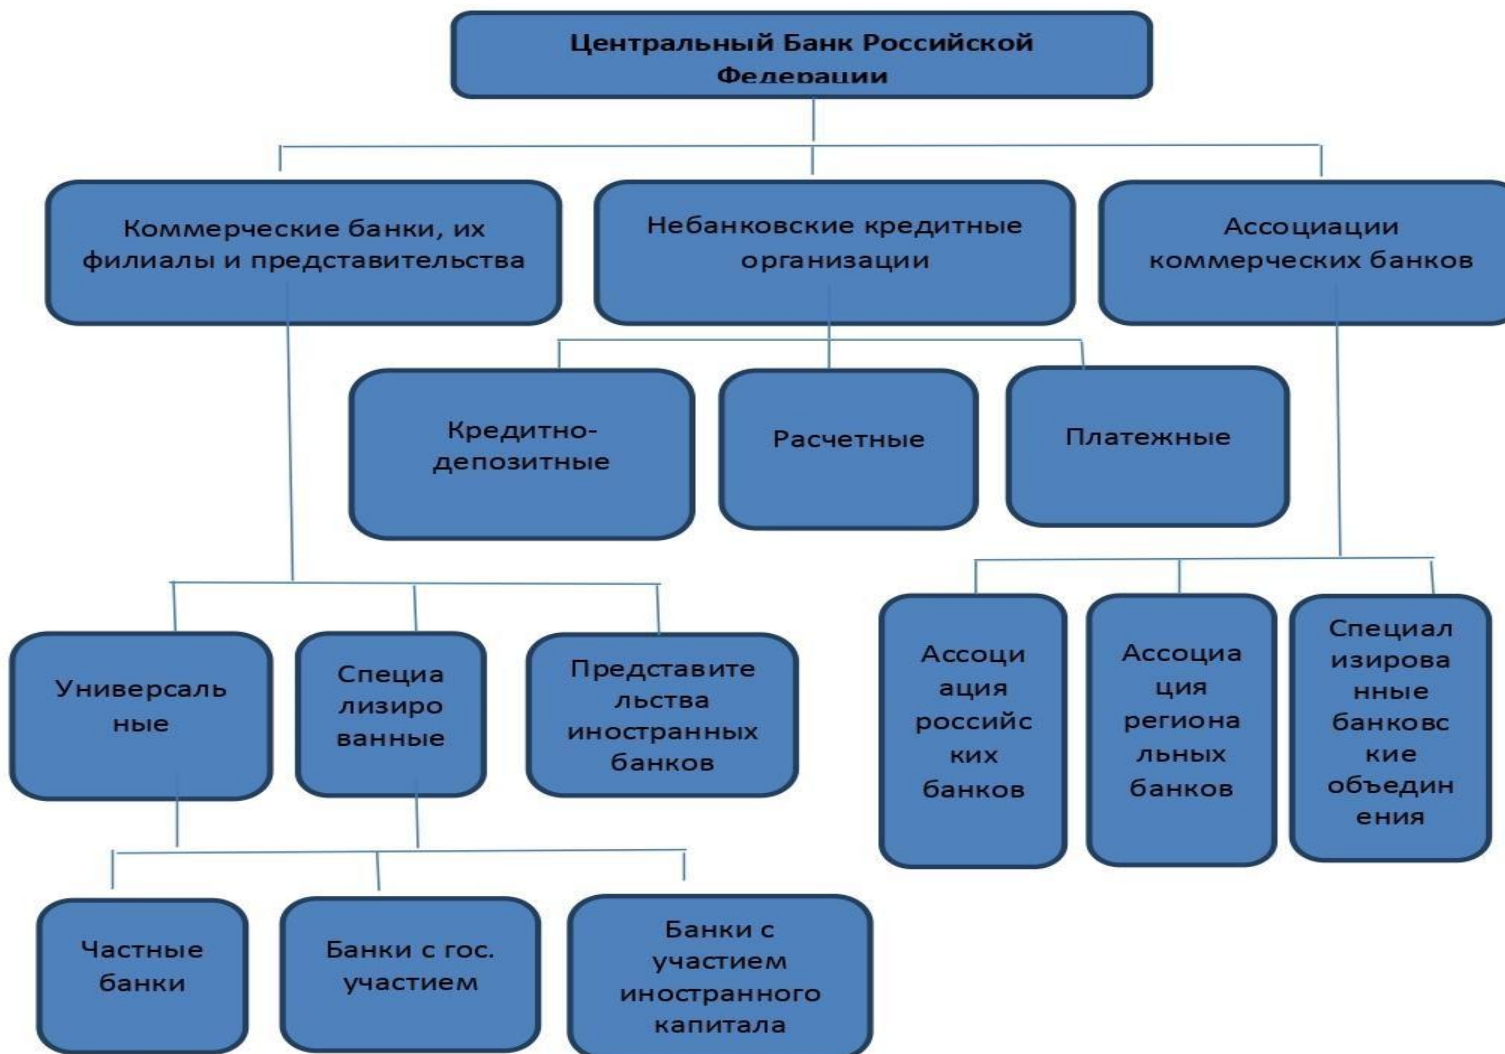 Центральный Банк Российской
Федерации
Коммерческие банки, их
филиалы и представительства
Небанковские кредитные
организации
Ассоциации
коммерческих банков
Кредитно-
депозитные
Расчетные
Платежные
Универсаль
ные
Специа
лизиро
ванные
Представите
льства
иностранных
банков
Ассоци
ация
российс
ких
банков
Ассоциа
ция
региона
льных
банков
Специал
изирова
нные
банковс
кие
объедин
ения
Частные
банки
Банки с гос.
участием
Банки с
участием
иностранного
капитала